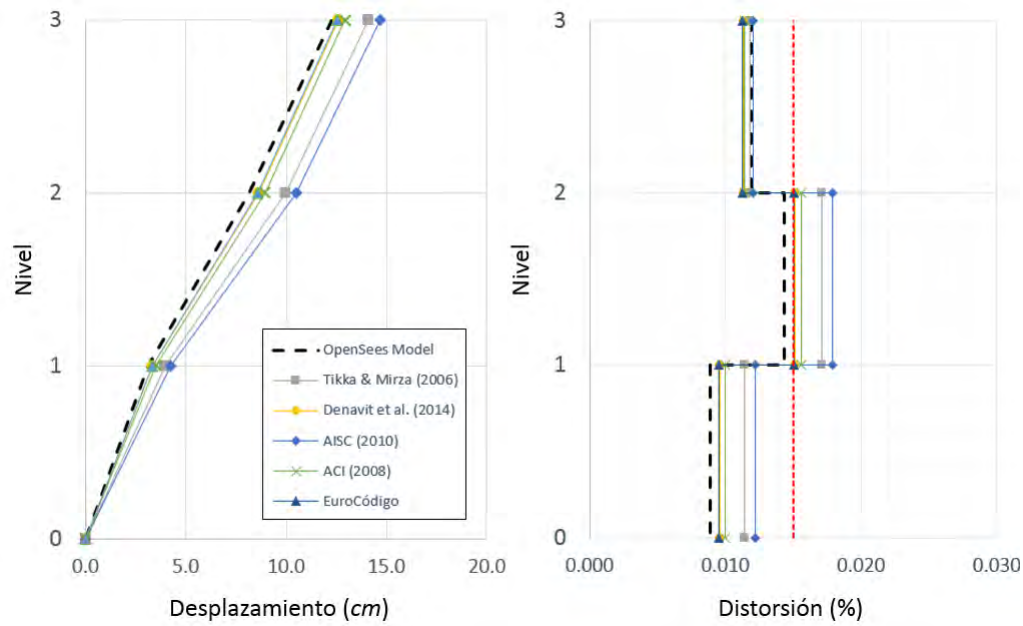 3
2
1
0
Nivel
0.0 5.0 10.0 15.0 20.0
Desplazamiento (cm)
OpenSees Model
Tikka & Mirza (2006)
Denavit et al. (2014)
AISC (2010)
ACI (2008)
EuroCódigo
3
2
1
0
Nivel
0.000 0.010 0.020 0.030
Distorsión (%)